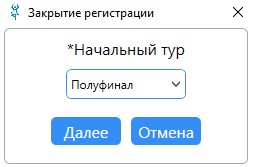 Закрытие регистрации
*Начальный тур
Полуфинал
Далее Отмена